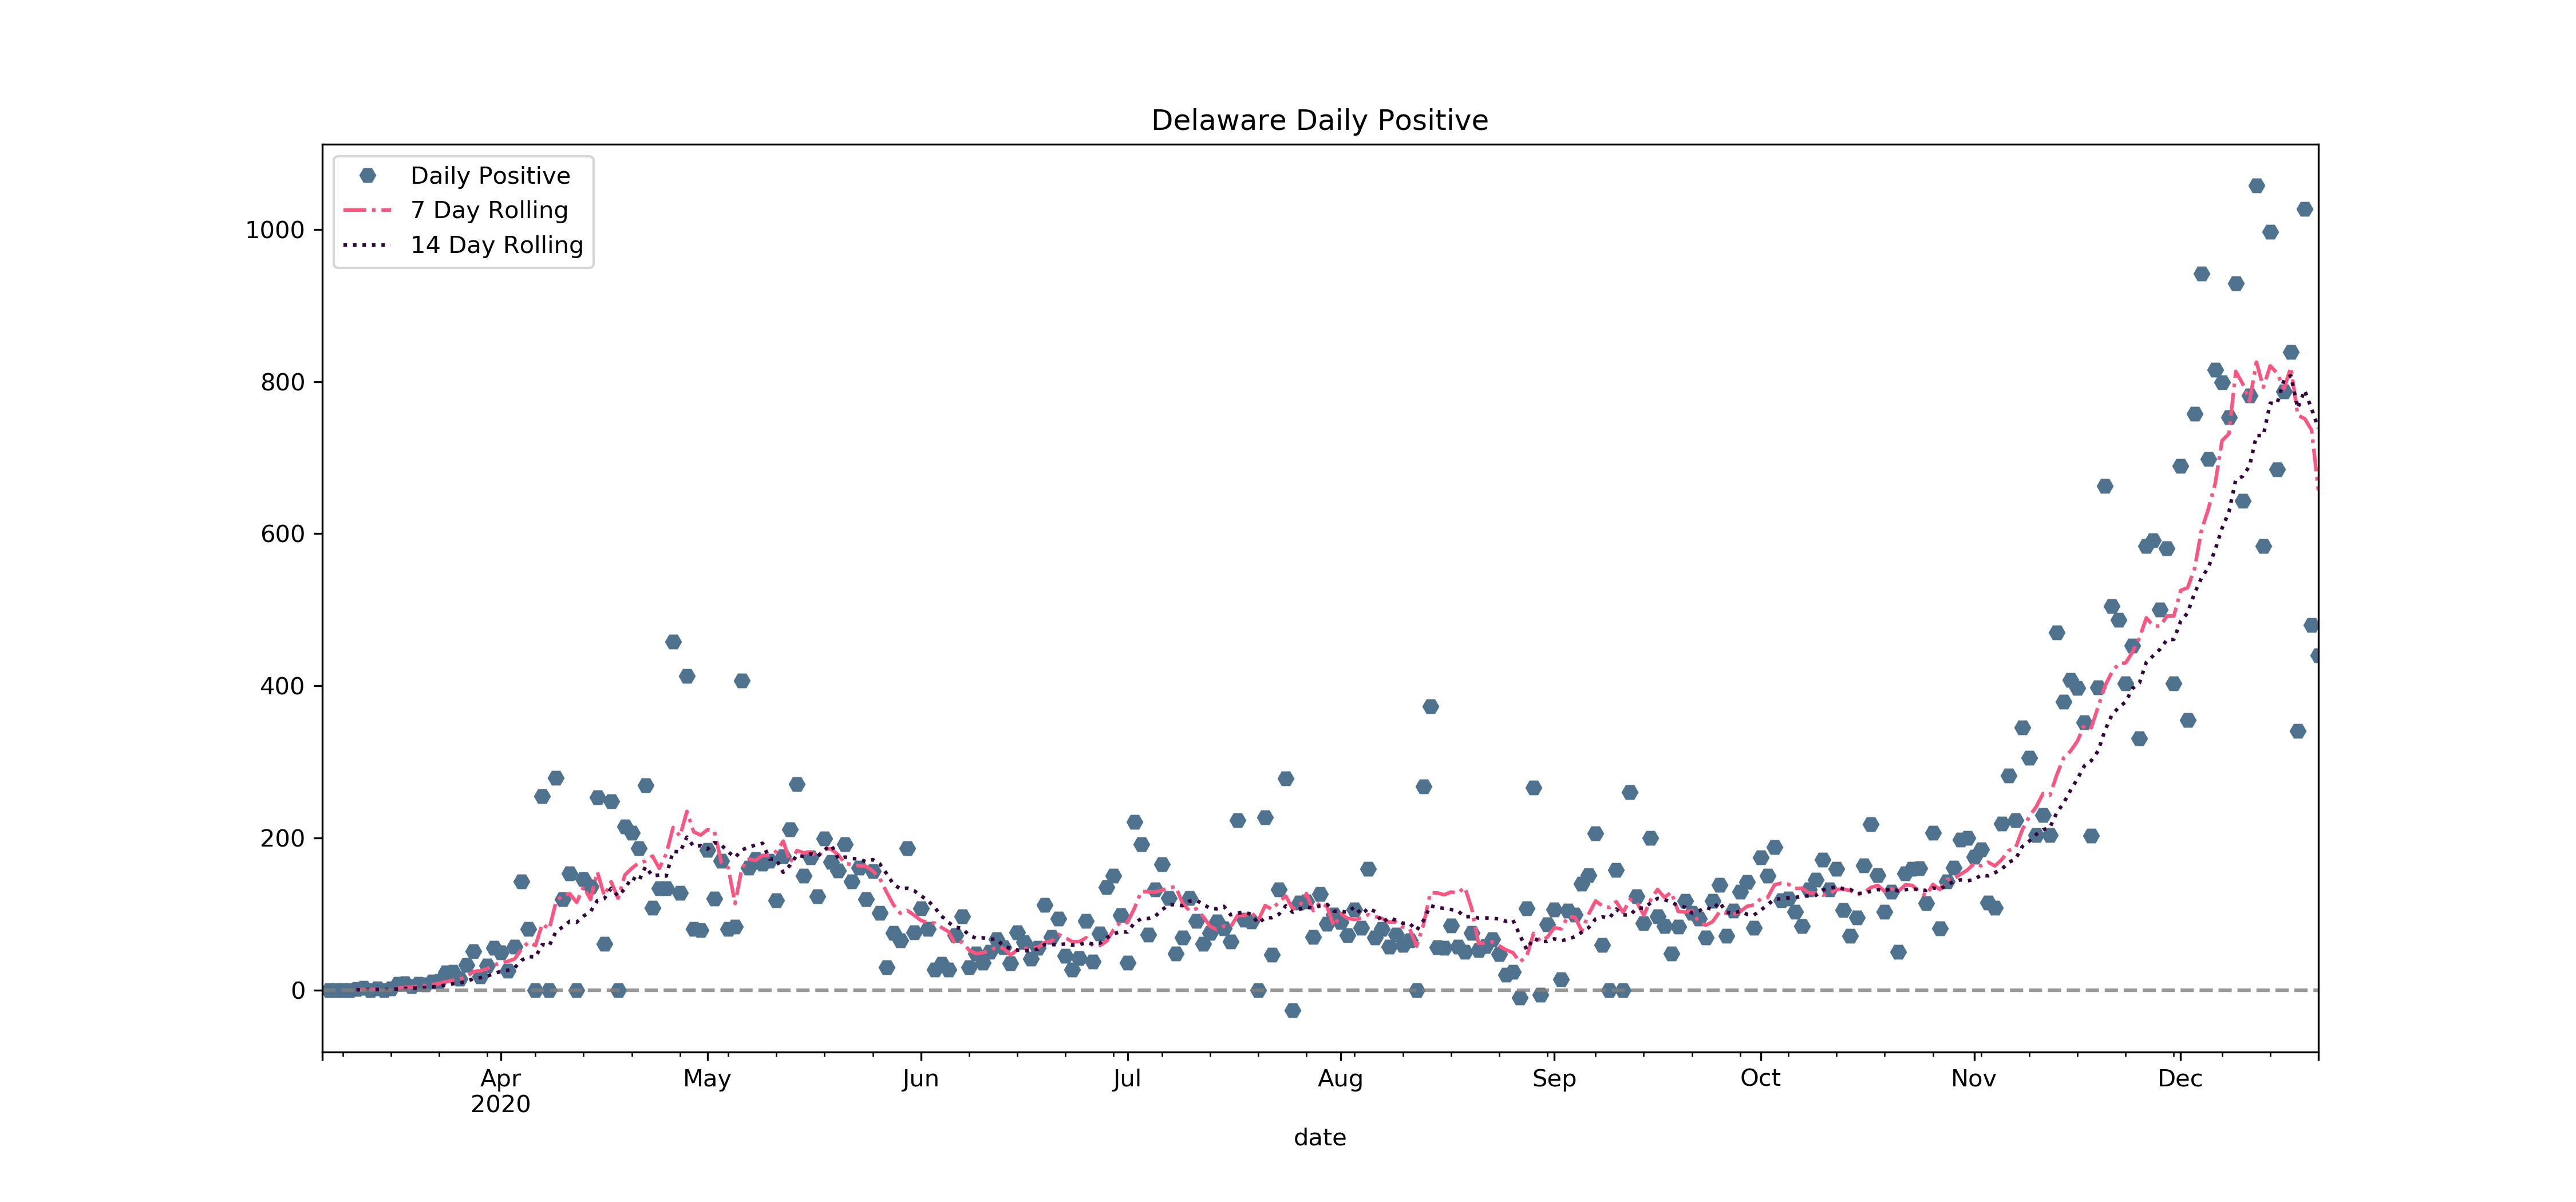 Delaware Daily Positive
Daily Positive
7 Day Rolling
14 Day Rolling
1000
800
600
400
200
0
Apr May Jun Jul Aug Sep Oct Nov Dec
2020
date